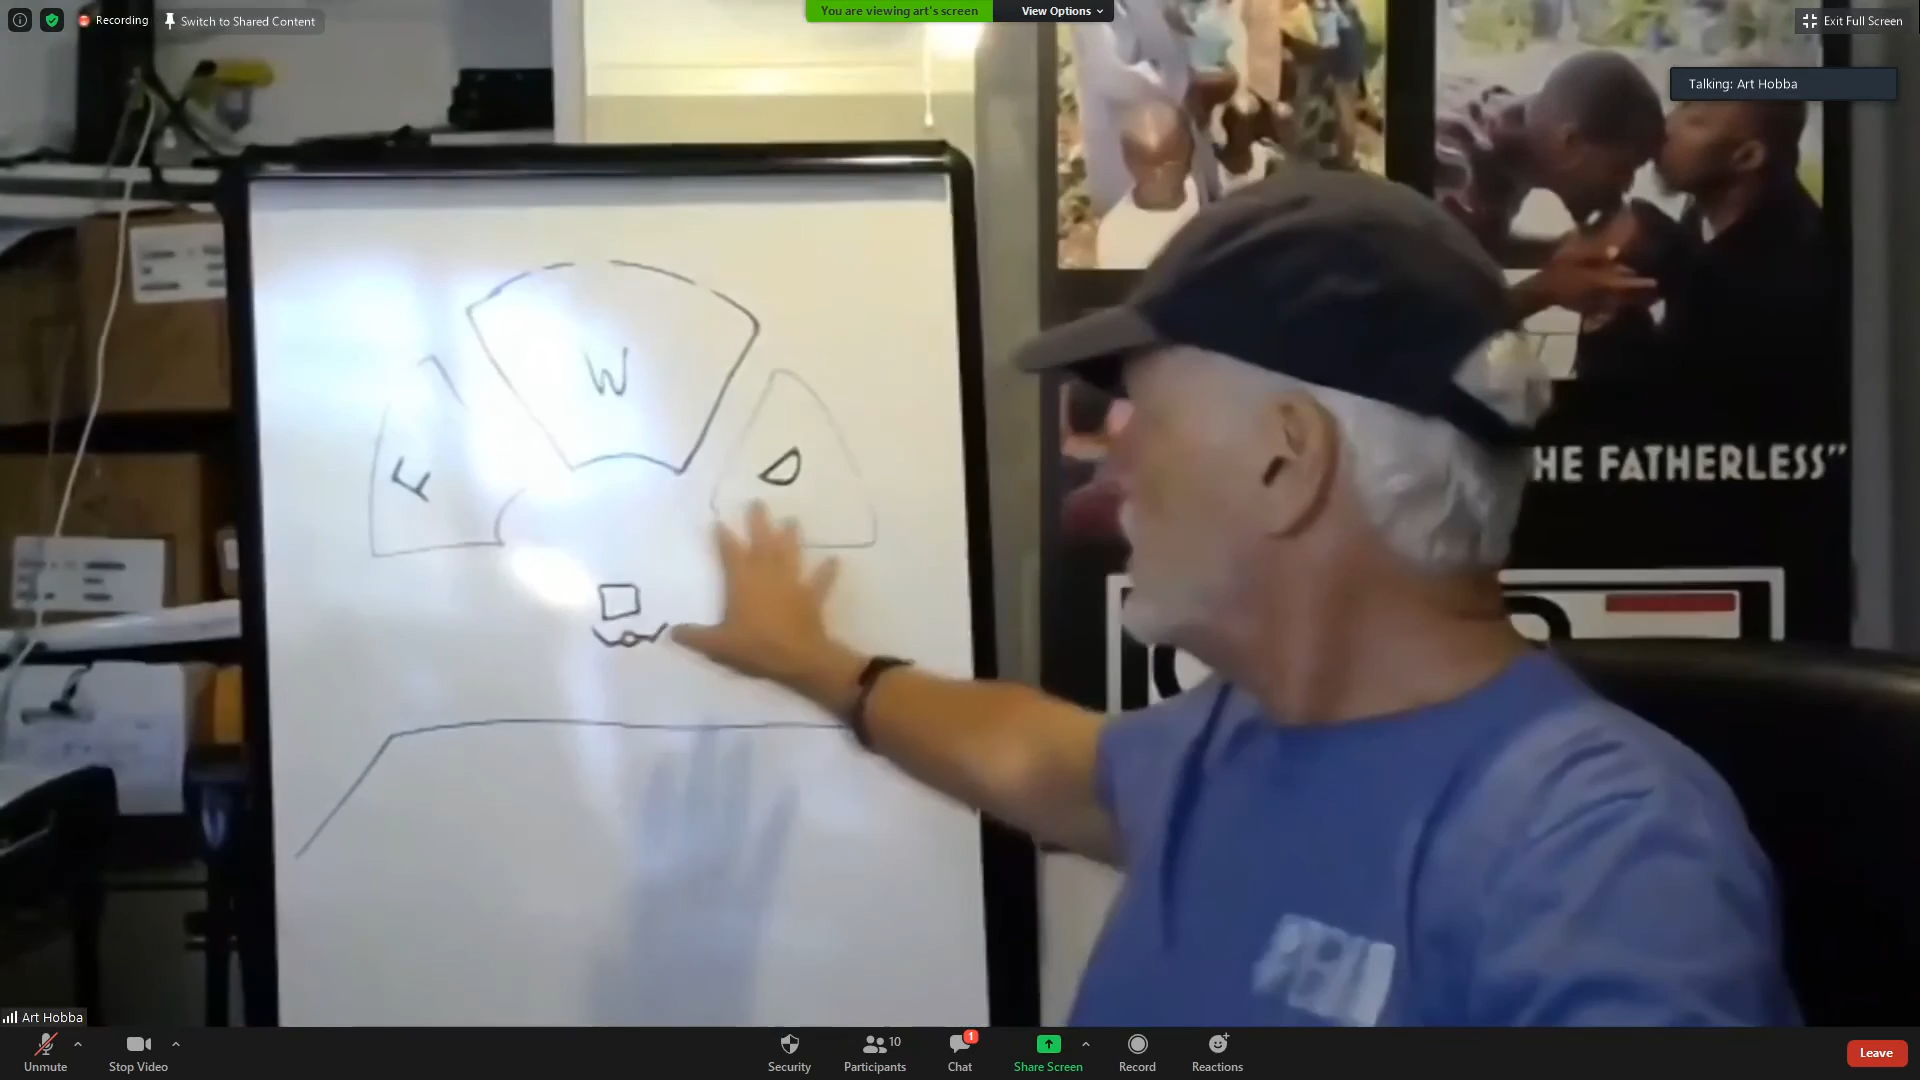 Recording
Switch to Shared Content
You are viewing art's screen
View Options
Exit Full Screen
Talking: Art Hobba
W
F
D
HE FATHERLESS”
Art Hobba
Unmute
Stop Video
Security
Participants
10
Chat
1
Share Screen
Record
Reactions
Leave